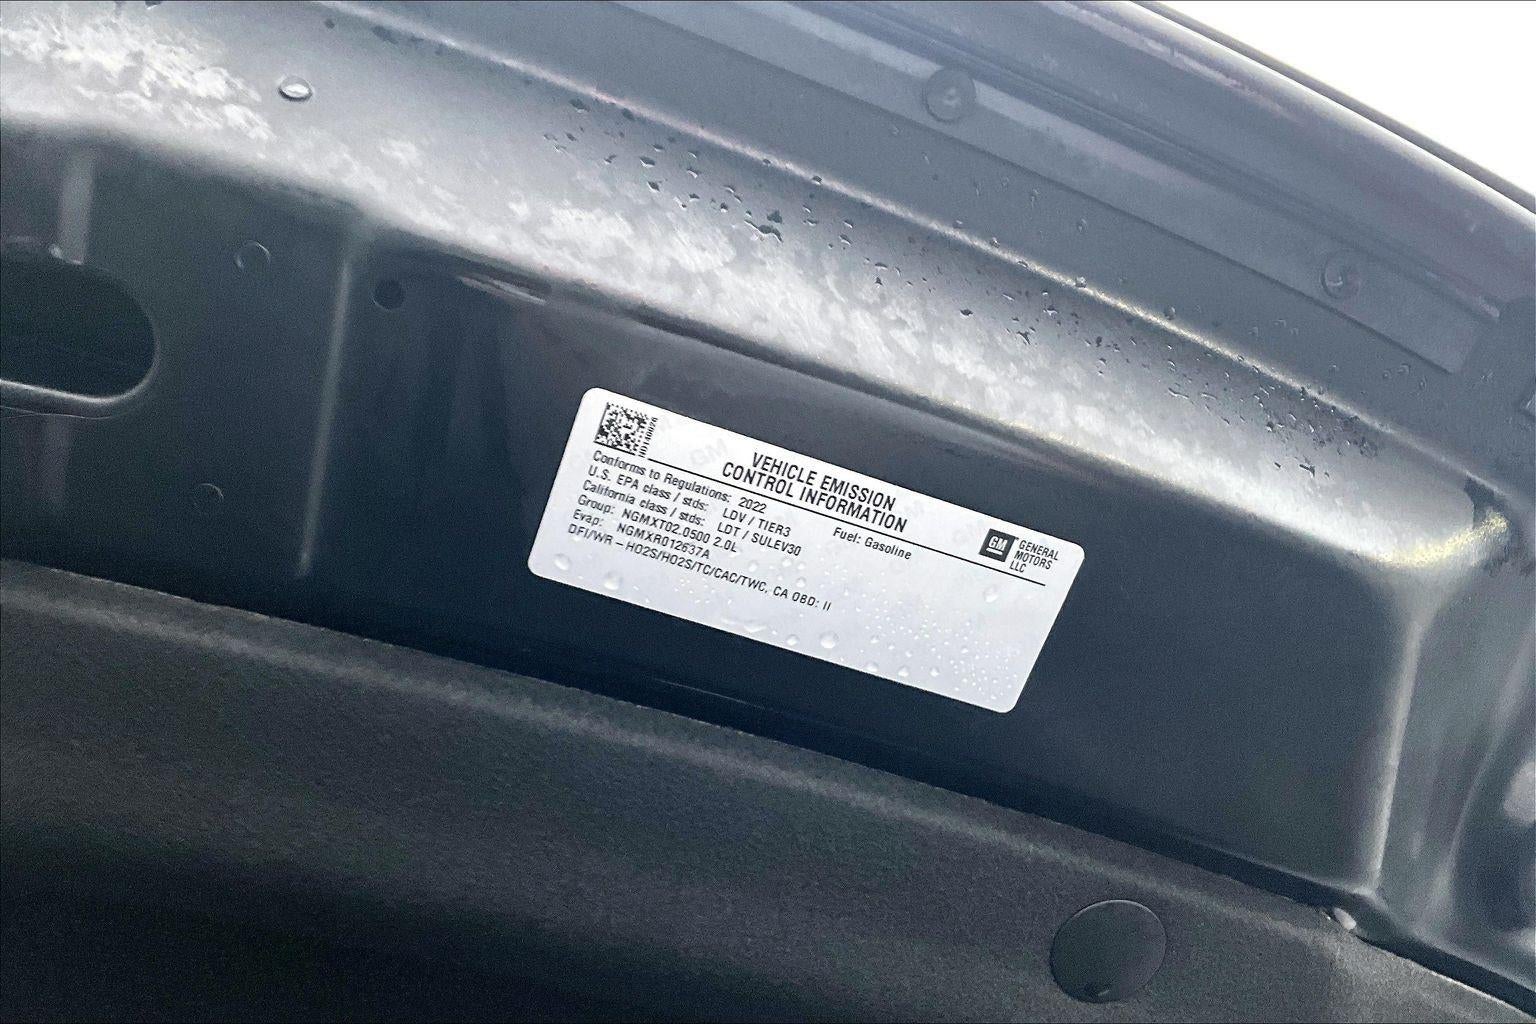 VEHICLE EMISSION
CONTROL INFORMATION
Conforms to Regulations: 2022
Fuel: Gasoline
U.S. EPA class / stds: LDV / TIER3
California class / stds: LDT / SULEV30
Group: NGMXT02.0500 2.0L
Evap: NGMXR012637A
DFI/WR - HO2S/HO2S/TC/CAC/TWC, CA OBD: II
GM
GENERAL
MOTORS
LLC